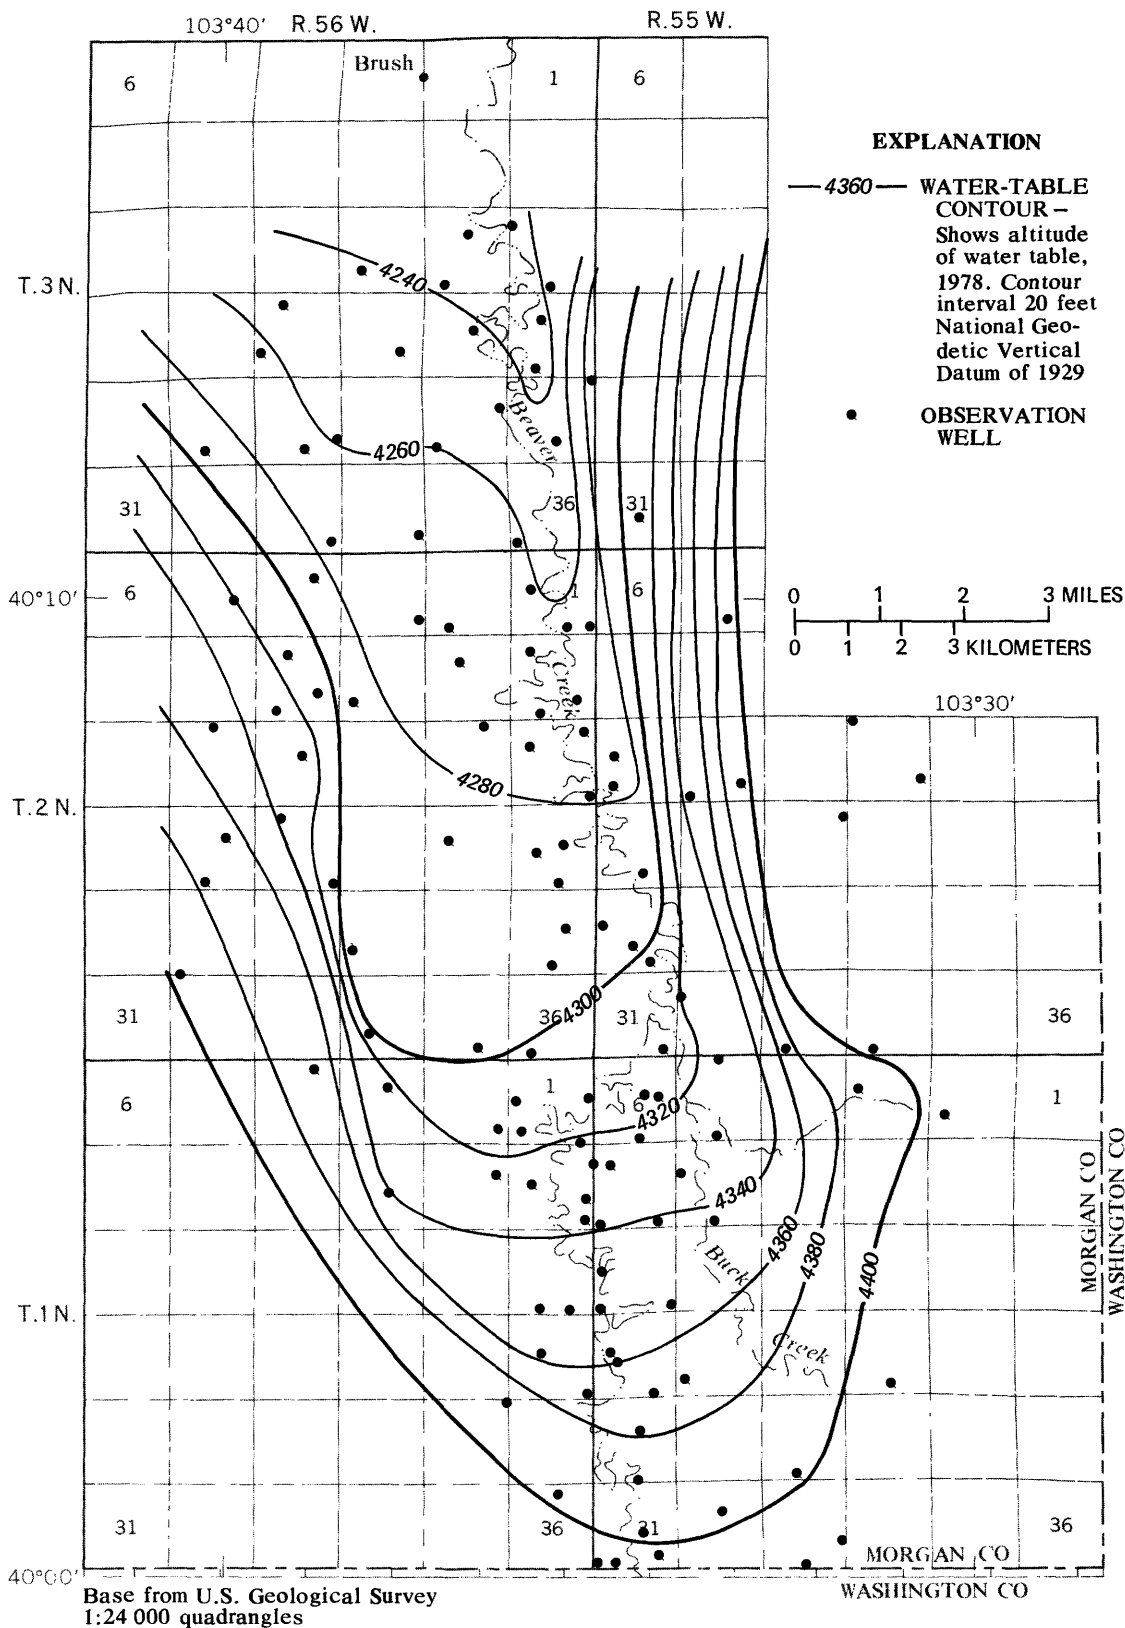 103°40' R.56 W. R.55 W.
Brush
6 1 6
EXPLANATION
—4360— WATER-TABLE
CONTOUR –
Shows altitude
of water table,
1978. Contour
interval 20 feet
National Geo-
detic Vertical
Datum of 1929
OBSERVATION
WELL
T.3 N.
4240
Beaver
4260
31 36 31
40°10' 6 1 6
0 1 2 3 MILES
0 1 2 3 KILOMETERS
Creek
103°30'
4280
T.2 N.
4300
31 36 31 36
6 1 6 1
4320
4340
4360
4380
4400
MORGAN CO
WASHINGTON CO
Buck
Creek
T.1 N.
31 36 31 36
MORGAN CO
40°00'
WASHINGTON CO
Base from U.S. Geological Survey
1:24 000 quadrangles